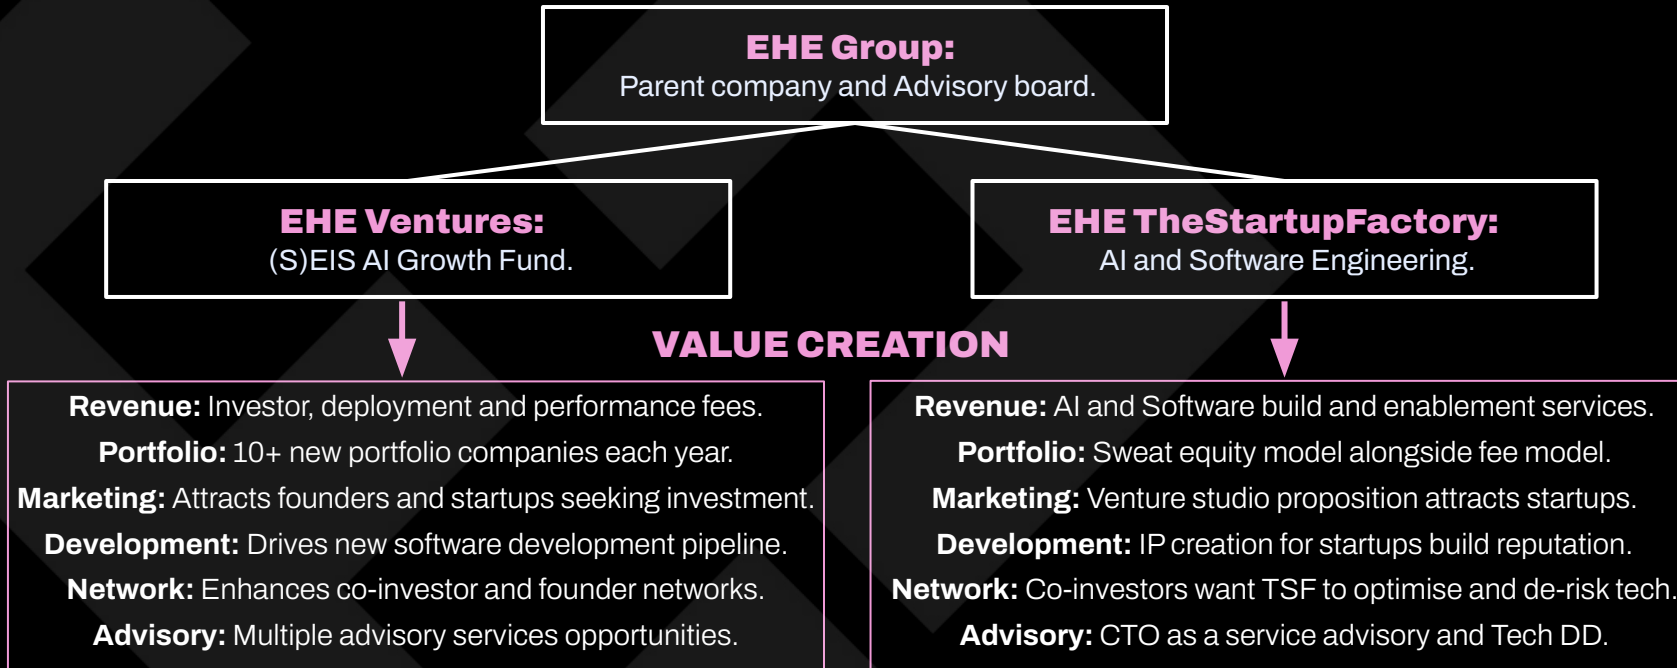 EHE Group:
Parent company and Advisory board.
EHE Ventures:
(S)EIS AI Growth Fund.
EHE TheStartupFactory:
AI and Software Engineering.
VALUE CREATION
Revenue: Investor, deployment and performance fees.
Portfolio: 10+ new portfolio companies each year.
Marketing: Attracts founders and startups seeking investment.
Development: Drives new software development pipeline.
Network: Enhances co-investor and founder networks.
Advisory: Multiple advisory services opportunities.
Revenue: AI and Software build and enablement services.
Portfolio: Sweat equity model alongside fee model.
Marketing: Venture studio proposition attracts startups.
Development: IP creation for startups build reputation.
Network: Co-investors want TSF to optimise and de-risk tech.
Advisory: CTO as a service advisory and Tech DD.